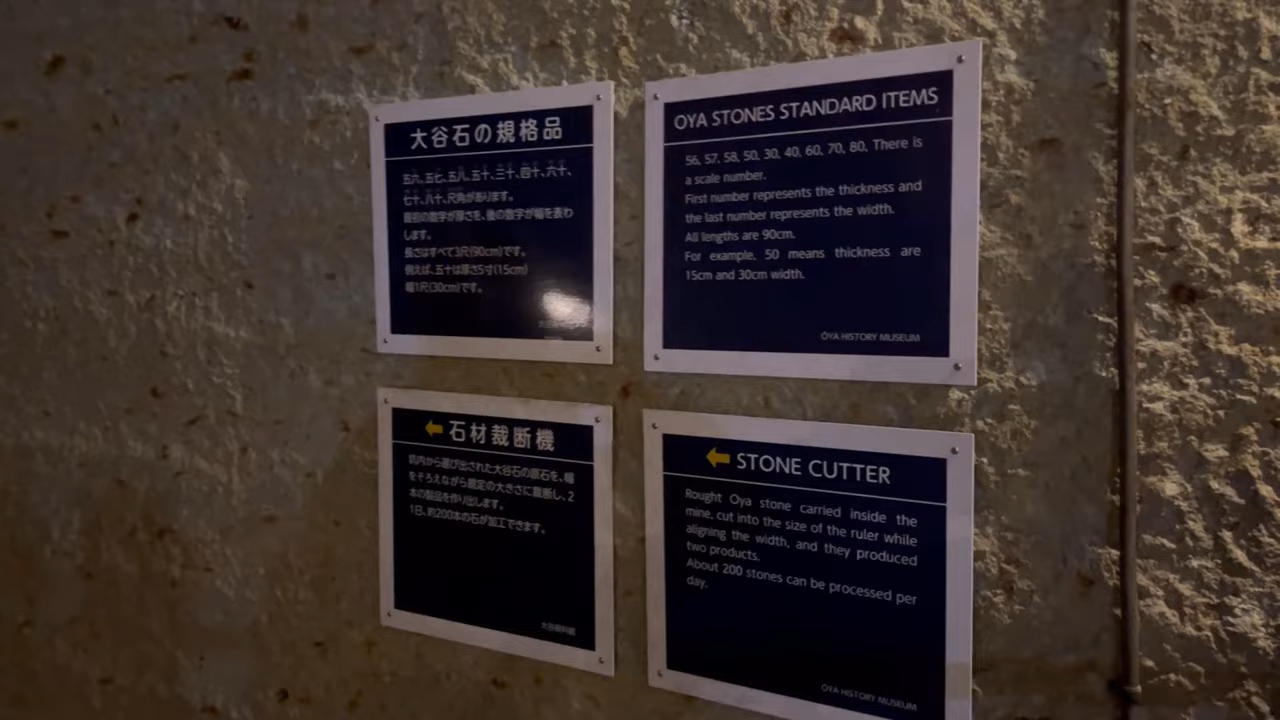 大谷石の規格品
五六、五七、五八、五十、三十、四十、六十、
七十、八十、尺角があります。
最初の数字が厚さを、後の数字が幅を表わ
します。
長さはすべて3尺(90cm)です。
例えば、五十は厚さ5寸(15cm)
幅1尺(30cm)です。
OYA STONES STANDARD ITEMS
56, 57, 58, 50, 30, 40, 60, 70, 80, There is
a scale number.
First number represents the thickness and
the last number represents the width.
All lengths are 90cm.
For example, 50 means thickness are
15cm and 30cm width.
OYA HISTORY MUSEUM
石材裁断機
坑内から運び出された大谷石の原石を、幅
をそろえながら規定の大きさに裁断し、2
本の製品を作り出します。
1日、約200本の石が加工できます。
大谷資料館
STONE CUTTER
Rought Oya stone carried inside the
mine, cut into the size of the ruler while
aligning the width, and they produced
two products.
About 200 stones can be processed per
day.
OYA HISTORY MUSEUM